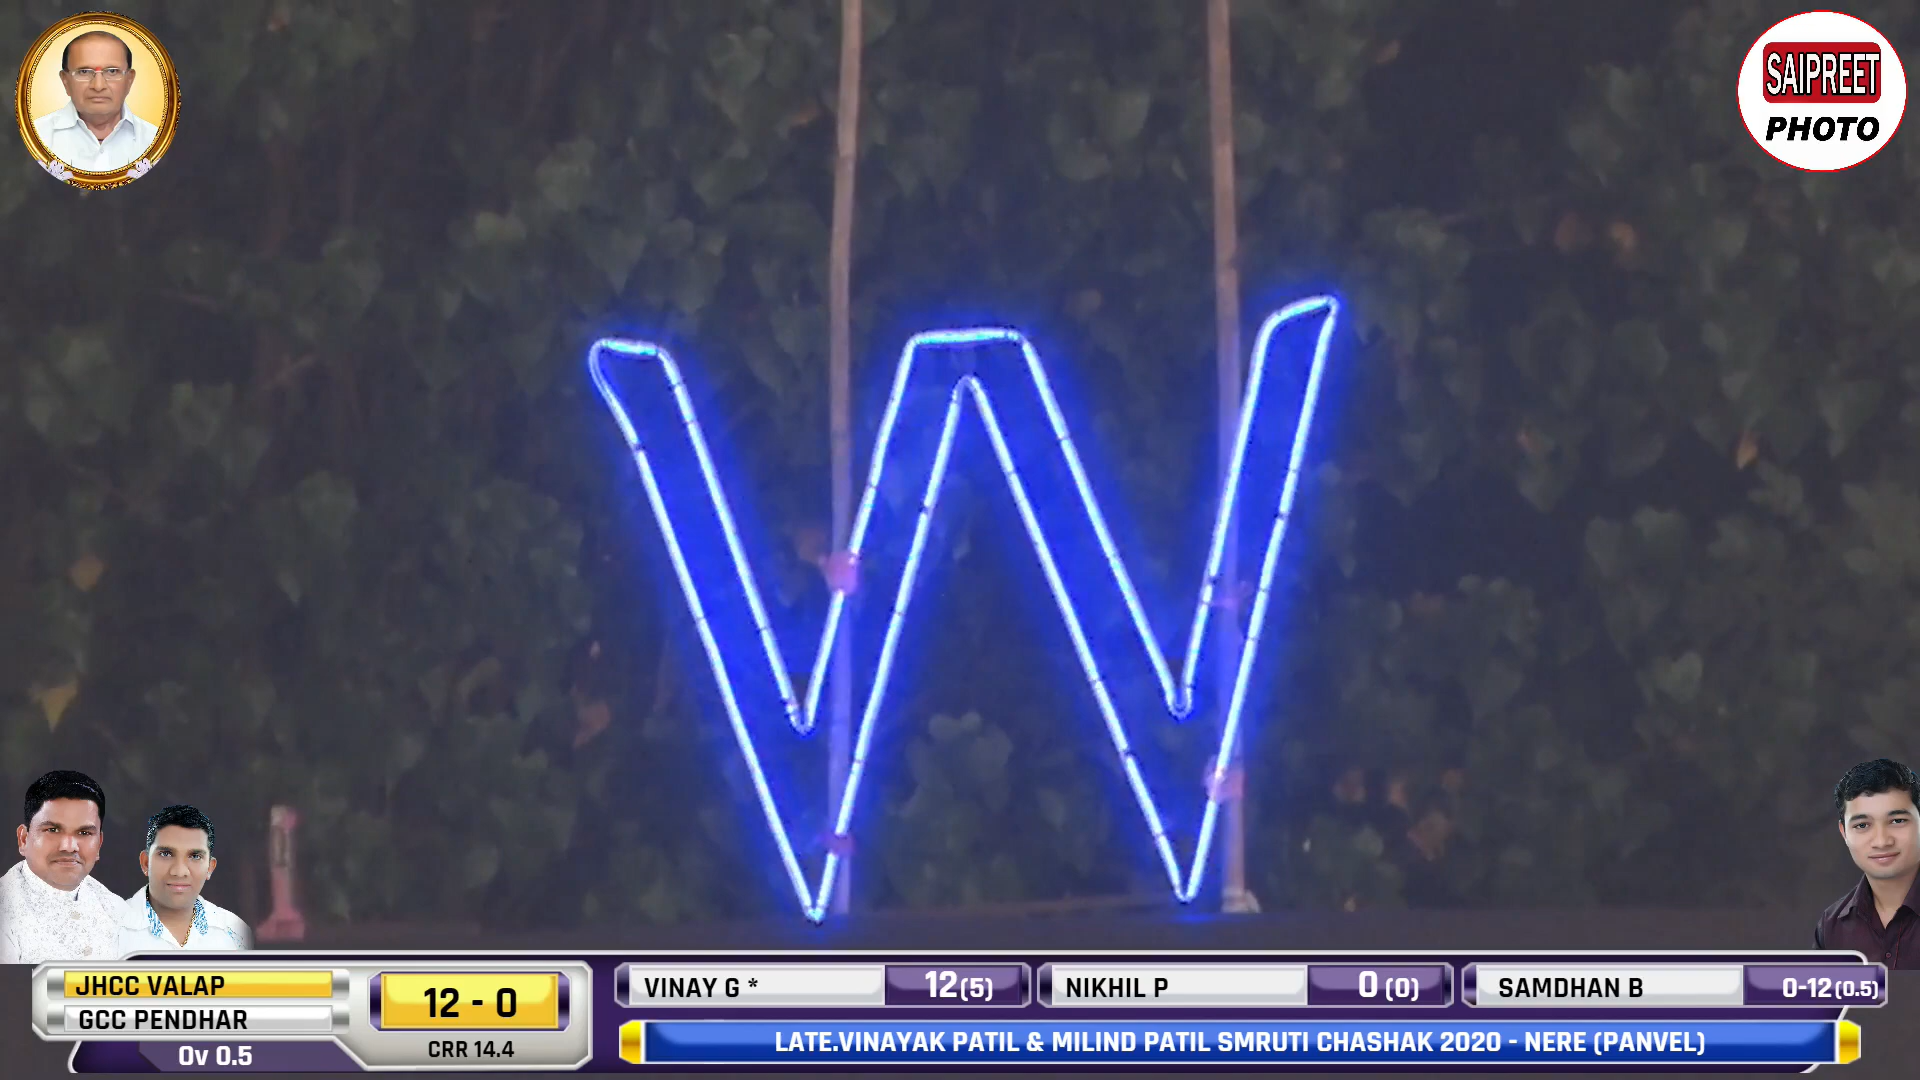 SAIPREET
PHOTO
W
JHCC VALAP
GCC PENDHAR
Ov 0.5
12 - 0
CRR 14.4
VINAY G * 12(5)
NIKHIL P 0 (0)
SAMDHAN B 0-12(0.5)
LATE.VINAYAK PATIL & MILIND PATIL SMRUTI CHASHAK 2020 - NERE (PANVEL)